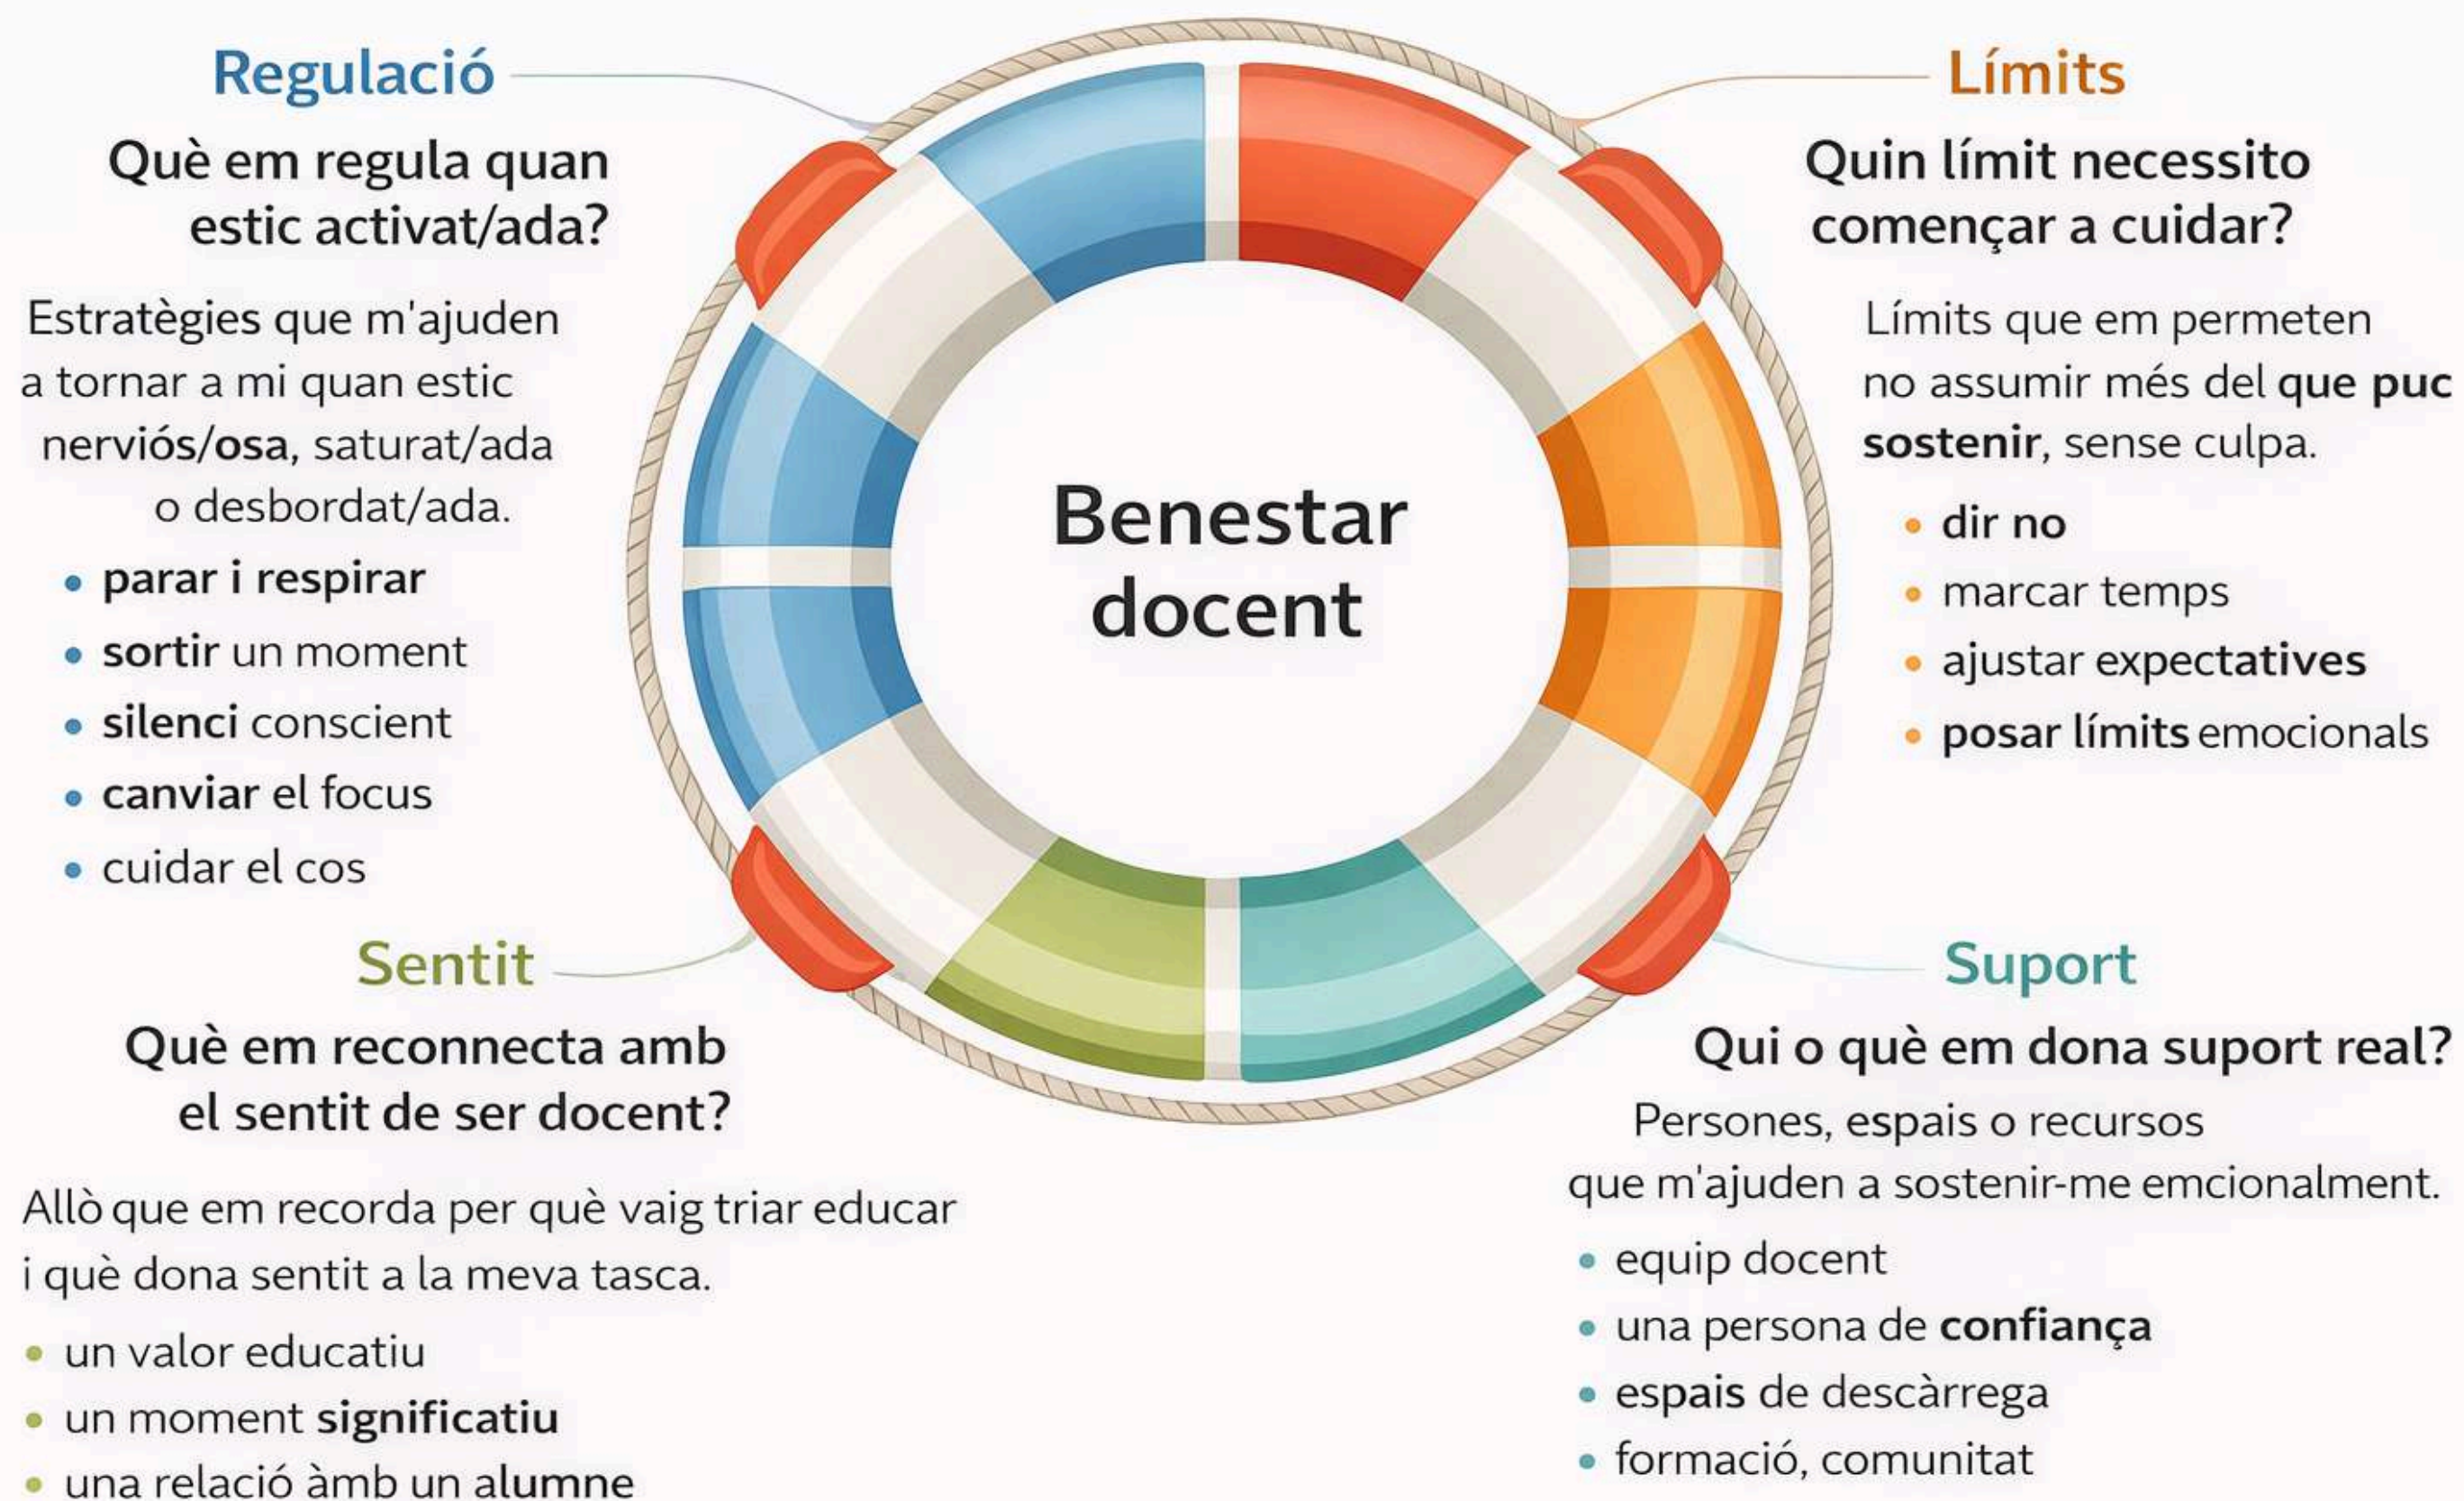 Regulació
Què em regula quan
estic activat/ada?
Estratègies que m'ajuden
a tornar a mi quan estic
nerviós/osa, saturat/ada
o desbordat/ada.
• parar i respirar
• sortir un moment
• silenci conscient
• canviar el focus
• cuidar el cos
Límits
Quin límit necessito
començar a cuidar?
Límits que em permeten
no assumir més del que puc
sostenir, sense culpa.
• dir no
• marcar temps
• ajustar expectatives
• posar límits emocionals
Benestar
docent
Sentit
Què em reconnecta amb
el sentit de ser docent?
Allò que em recorda per què vaig triar educar
i què dona sentit a la meva tasca.
• un valor educatiu
• un moment significatiu
• una relació àmb un alumne
Suport
Qui o què em dona suport real?
Persones, espais o recursos
que m'ajuden a sostenir-me emcionalment.
• equip docent
• una persona de confiança
• espais de descàrrega
• formació, comunitat